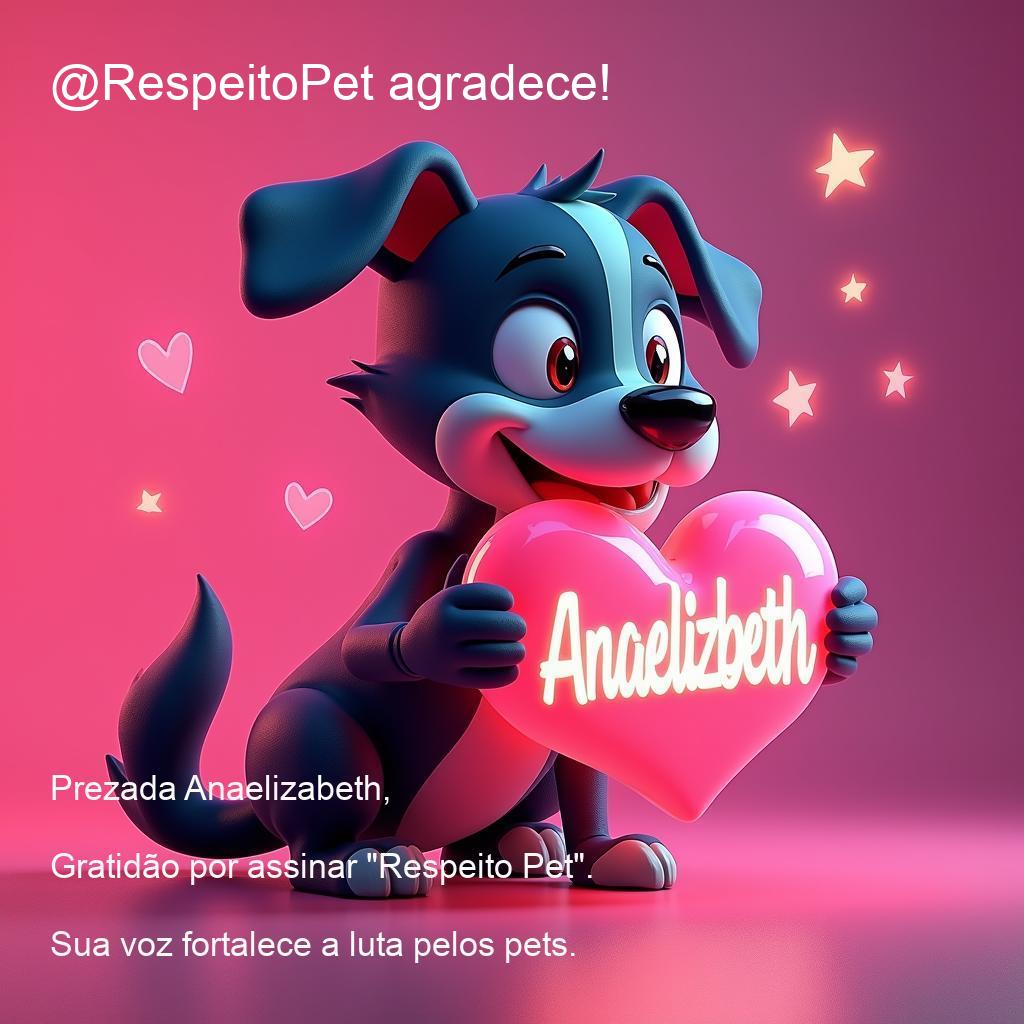 @RespeitoPet agradece!
Anaelizbeth
Prezada Anaelizabeth,
Gratidão por assinar "Respeito Pet".
Sua voz fortalece a luta pelos pets.